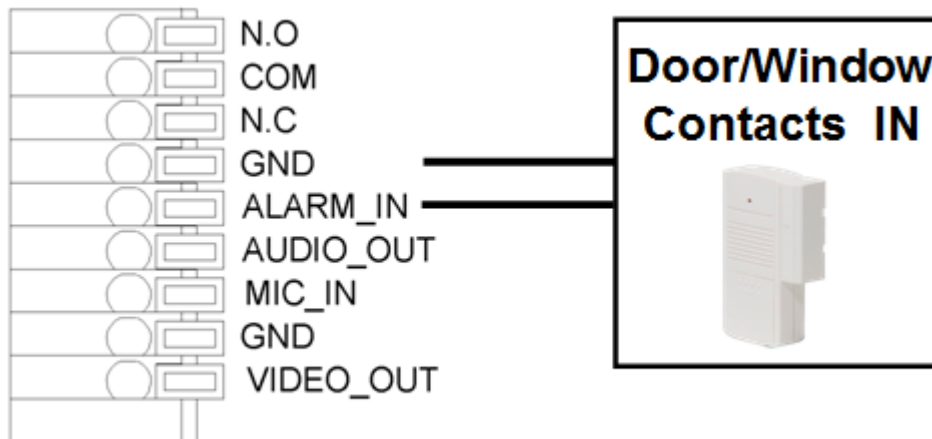 N.O
COM
N.C
GND
ALARM_IN
AUDIO_OUT
MIC_IN
GND
VIDEO_OUT
Door/Window
Contacts IN